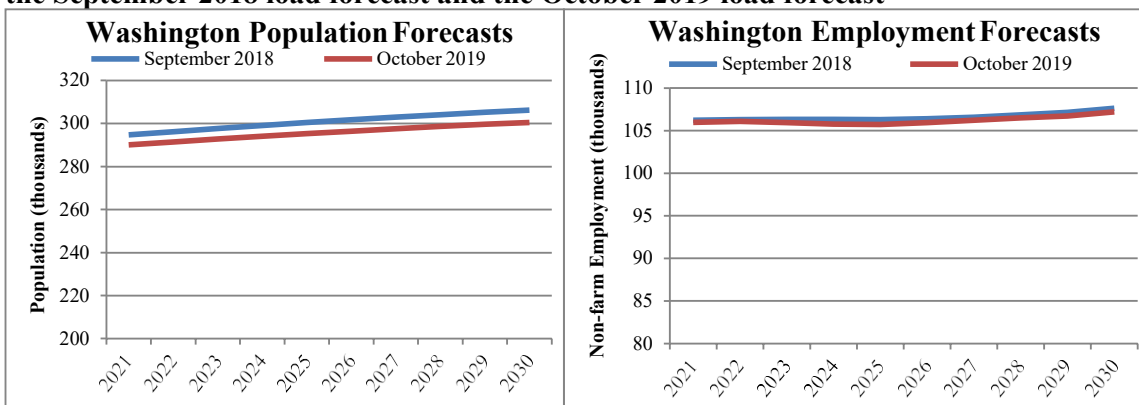 the September 2018 load forecast and the October 2019 load forecast
Washington Population Forecasts
September 2018 October 2019
Population (thousands)
320
300
280
260
240
220
200
2021 2022 2023 2024 2025 2026 2027 2028 2029 2030
Washington Employment Forecasts
September 2018 October 2019
Non-farm Employment (thousands)
110
105
100
95
90
85
80
2021 2022 2023 2024 2025 2026 2027 2028 2029 2030